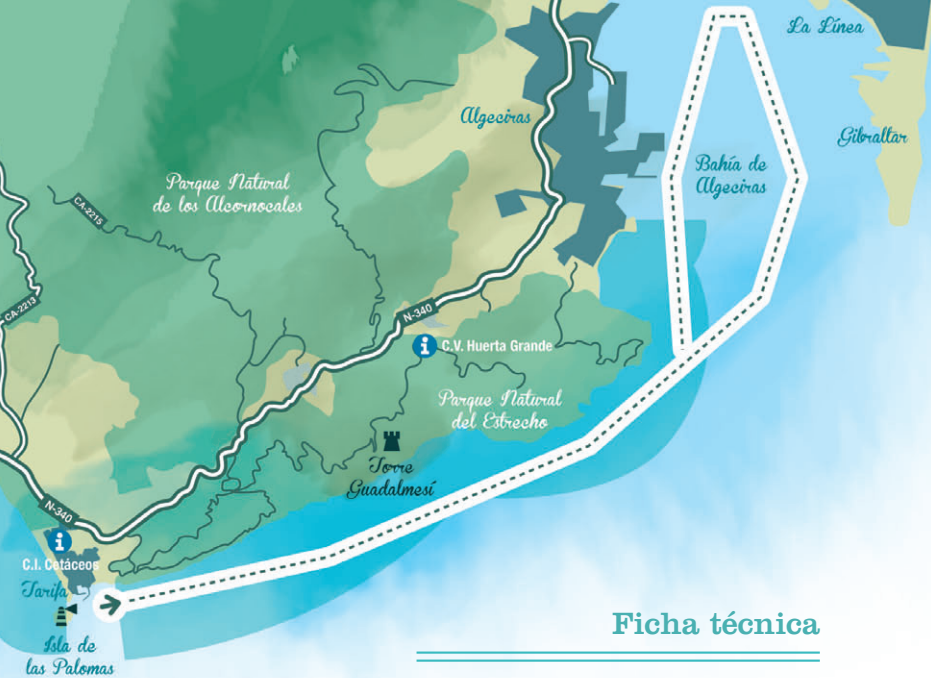 La Línea
Algeciras
Gibraltar
Bahía de
Algeciras
Parque Natural
de los Alcornocales
CA-2215
CA-2213
N-340
C.V. Huerta Grande
Parque Natural
del Estrecho
Torre
Guadalmesí
N-340
C.I. Cetáceos
Tarifa
Isla de
las Palomas
Ficha técnica